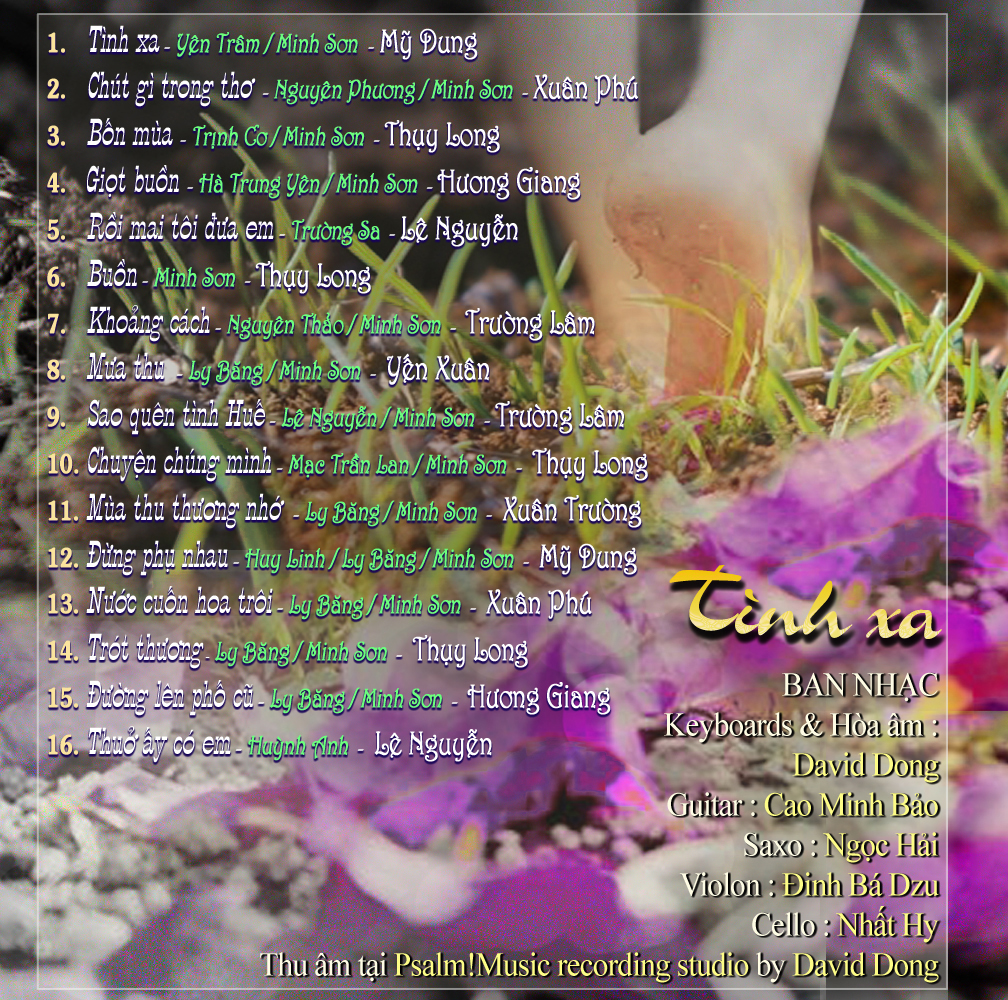 1. Tình xa - Yên Trâm / Minh Sơn - Mỹ Dung
2. Chút gì trong thơ - Nguyên Phương / Minh Sơn - Xuân Phú
3. Bốn mùa - Trịnh Cơ / Minh Sơn - Thụy Long
4. Giọt buồn - Hà Trung Yên / Minh Sơn - Hương Giang
5. Rồi mai tôi đưa em - Trường Sa - Lê Nguyễn
6. Buồn - Minh Sơn - Thụy Long
7. Khoảng cách - Nguyên Thảo / Minh Sơn - Trường Lâm
8. Mưa thu - Ly Băng / Minh Sơn - Yến Xuân
9. Sao quên tình Huế - Lê Nguyễn / Minh Sơn - Trường Lâm
10. Chuyện chúng mình - Mạc Trần Lan / Minh Sơn - Thụy Long
11. Mùa thu thương nhớ - Ly Băng / Minh Sơn - Xuân Trường
12. Đừng phụ nhau - Huy Linh / Ly Băng / Minh Sơn - Mỹ Dung
13. Nước cuốn hoa trôi - Ly Băng / Minh Sơn - Xuân Phú
14. Trót thương - Ly Băng / Minh Sơn - Thụy Long
15. Đường lên phố cũ - Ly Băng / Minh Sơn - Hương Giang
16. Thuở ấy có em - Huỳnh Anh - Lê Nguyễn
Tình xa
BAN NHẠC
Keyboards & Hòa âm :
David Dong
Guitar : Cao Minh Bảo
Saxo : Ngọc Hải
Violon : Đinh Bá Dzu
Cello : Nhất Hy
Thu âm tại Psalm!Music recording studio by David Dong